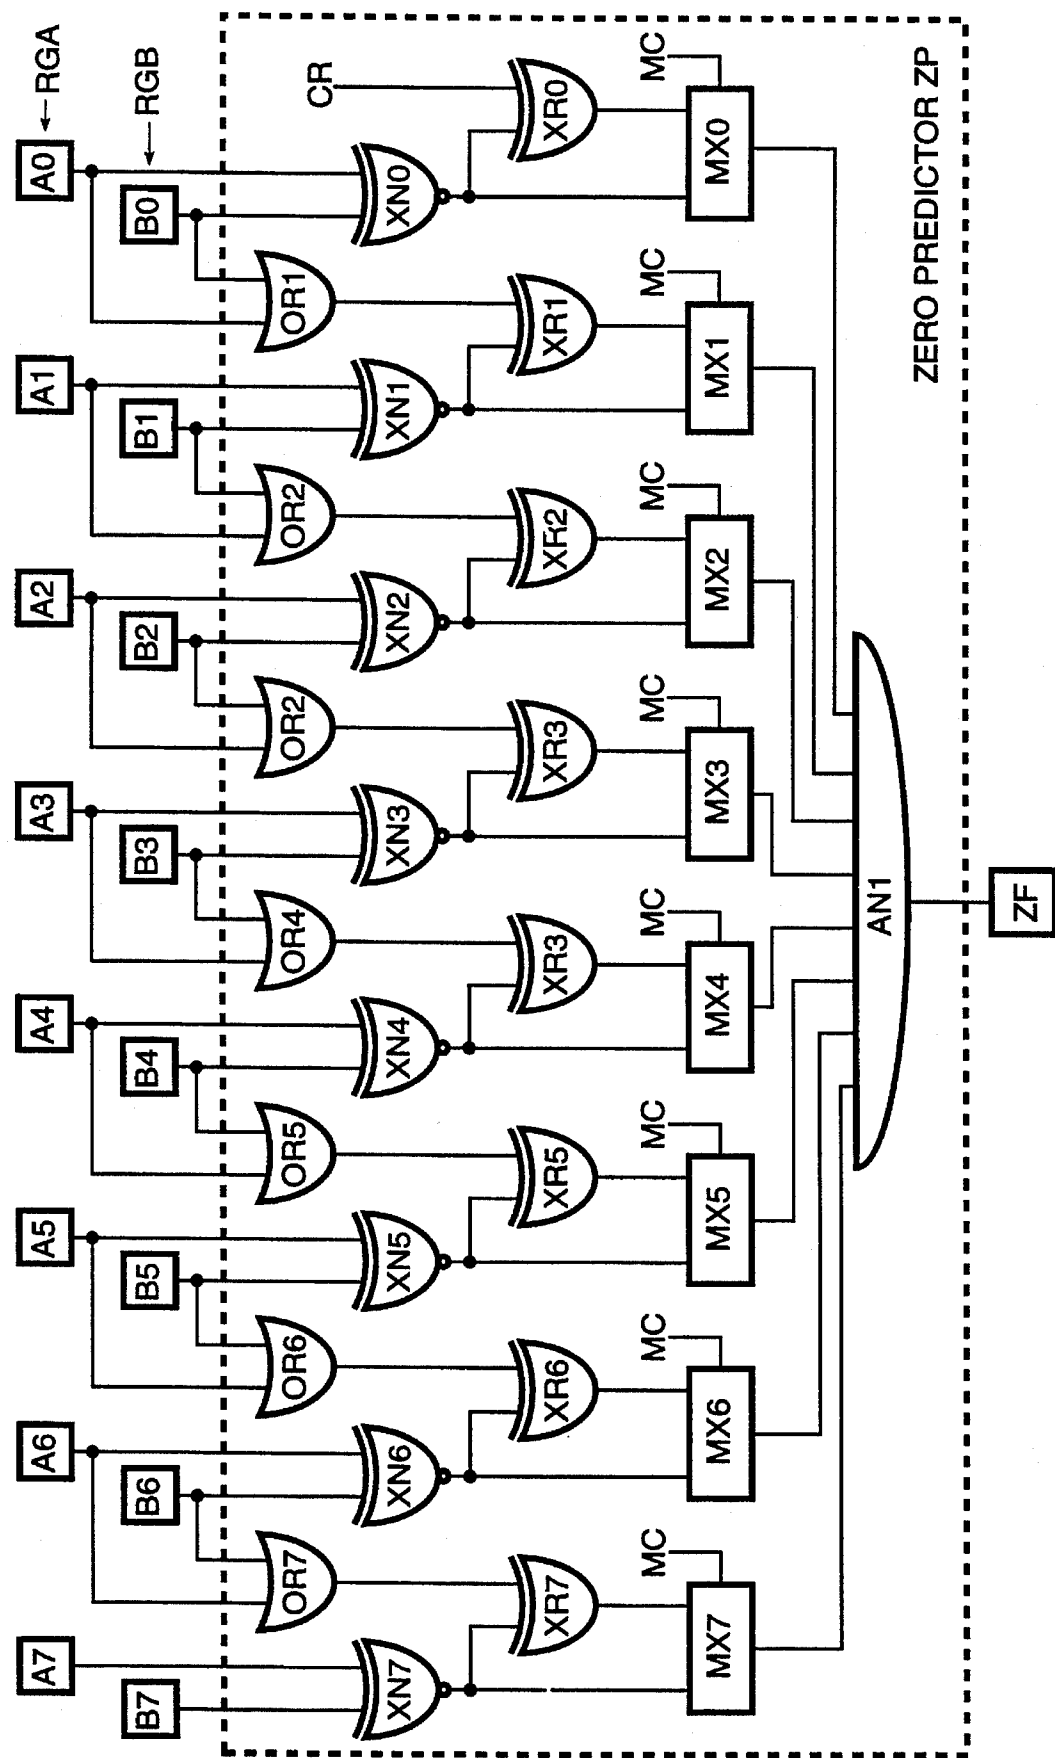 A7 A6 A5 A4 A3 A2 A1 A0 ←RGA
B7 B6 B5 B4 B3 B2 B1 B0 ←RGB
OR7 OR6 OR5 OR4 OR2 OR2 OR1
CR
XN7 XN6 XN5 XN4 XN3 XN2 XN1 XN0
XR7 XR6 XR5 XR3 XR3 XR2 XR1 XR0
MC MC MC MC MC MC MC MC
MX7 MX6 MX5 MX4 MX3 MX2 MX1 MX0
AN1
ZERO PREDICTOR ZP
ZF